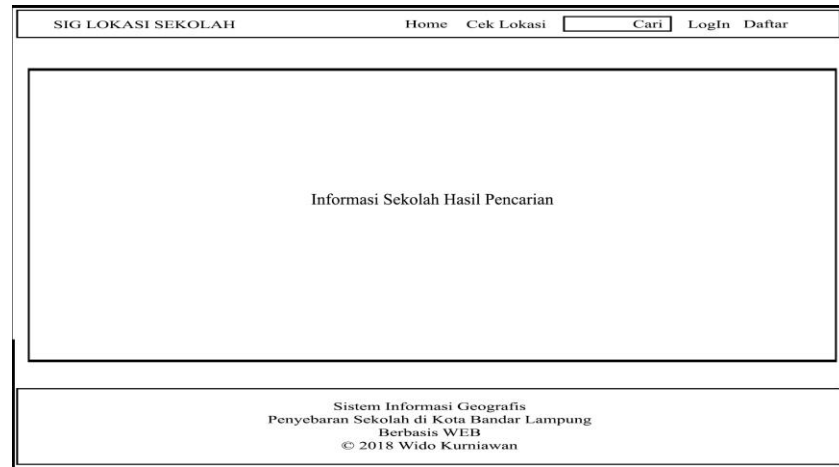 SIG LOKASI SEKOLAH Home Cek Lokasi Cari LogIn Daftar
Informasi Sekolah Hasil Pencarian
Sistem Informasi Geografis
Penyebaran Sekolah di Kota Bandar Lampung
Berbasis WEB
© 2018 Wido Kurniawan